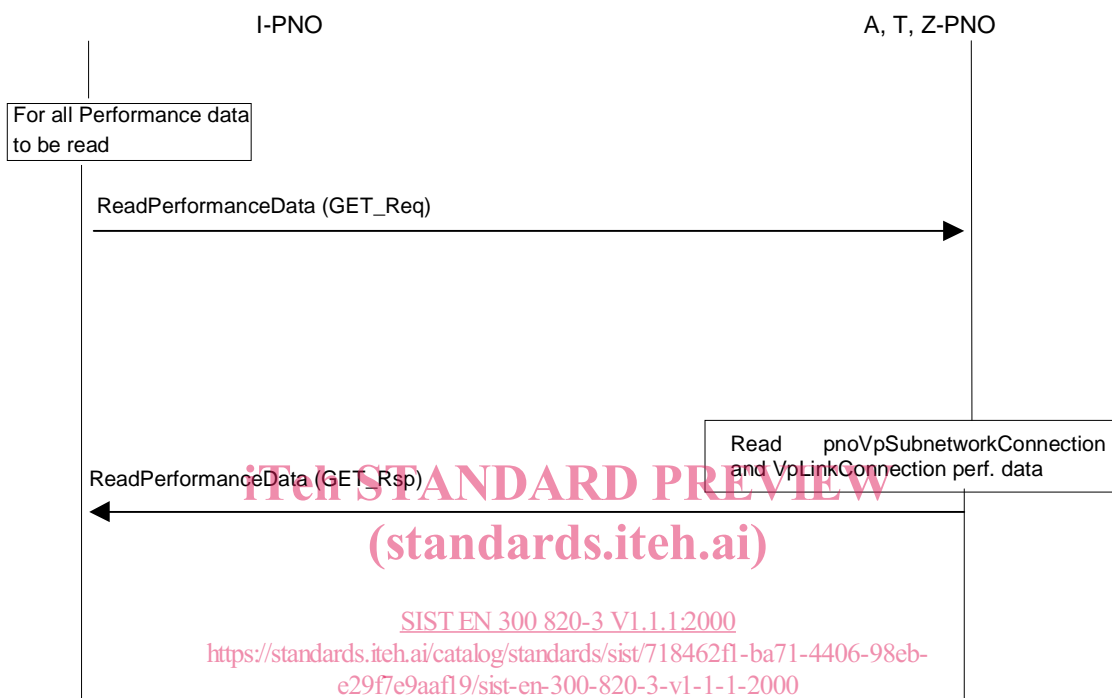 I-PNO
A, T, Z-PNO
For all Performance data
to be read
ReadPerformanceData (GET_Req)
Read pnoVpSubnetworkConnection
and VpLinkConnection perf. data
ReadPerformanceData (GET_Rsp)
iTeh STANDARD PREVIEW
(standards.iteh.ai)
SIST EN 300 820-3 V1.1.1:2000
https://standards.iteh.ai/catalog/standards/sist/718462f1-ba71-4406-98eb-
e29f7e9aaf19/sist-en-300-820-3-v1-1-1-2000